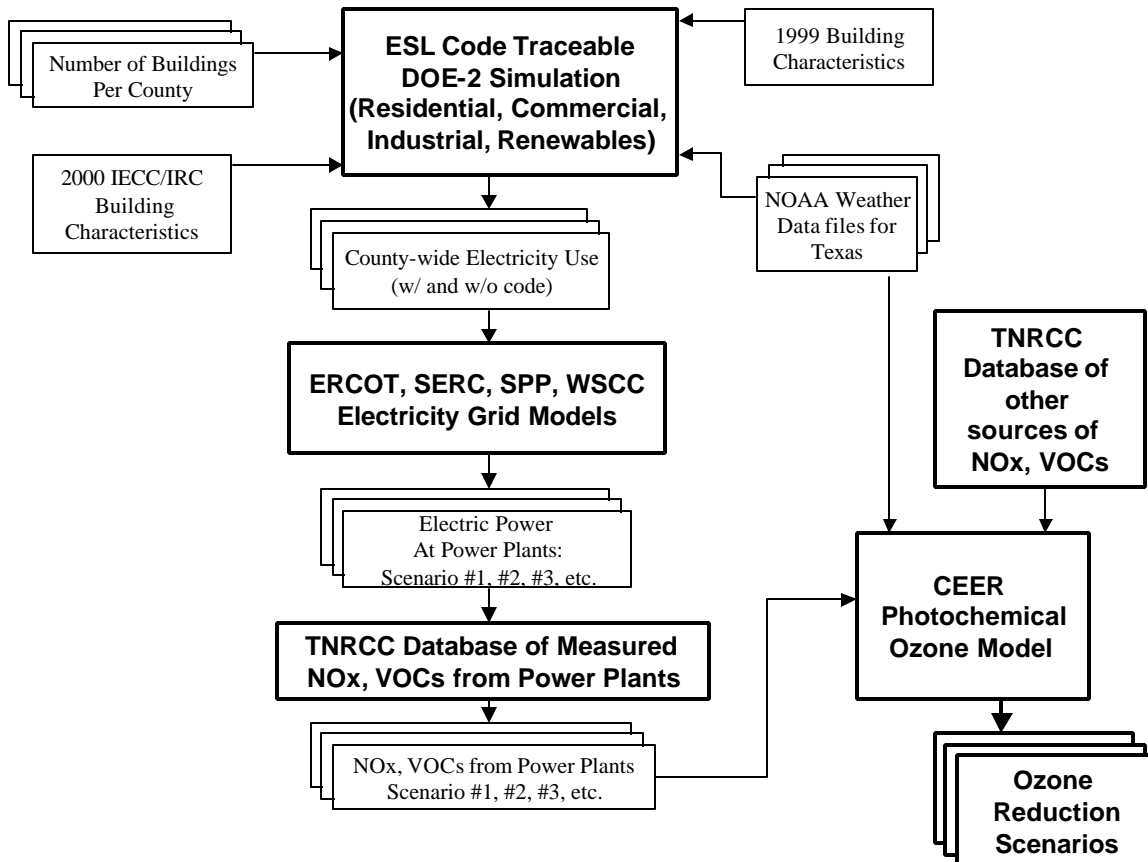 Number of Buildings
Per County
ESL Code Traceable
DOE-2 Simulation
(Residential, Commercial,
Industrial, Renewables)
1999 Building
Characteristics
2000 IECC/IRC
Building
Characteristics
NOAA Weather
Data files for
Texas
County-wide Electricity Use
(w/ and w/o code)
ERCOT, SERC, SPP, WSCC
Electricity Grid Models
TNRCC
Database of
other
sources of
NOx, VOCs
Electric Power
At Power Plants:
Scenario #1, #2, #3, etc.
TNRCC Database of Measured
NOx, VOCs from Power Plants
CEER
Photochemical
Ozone Model
NOx, VOCs from Power Plants
Scenario #1, #2, #3, etc.
Ozone
Reduction
Scenarios